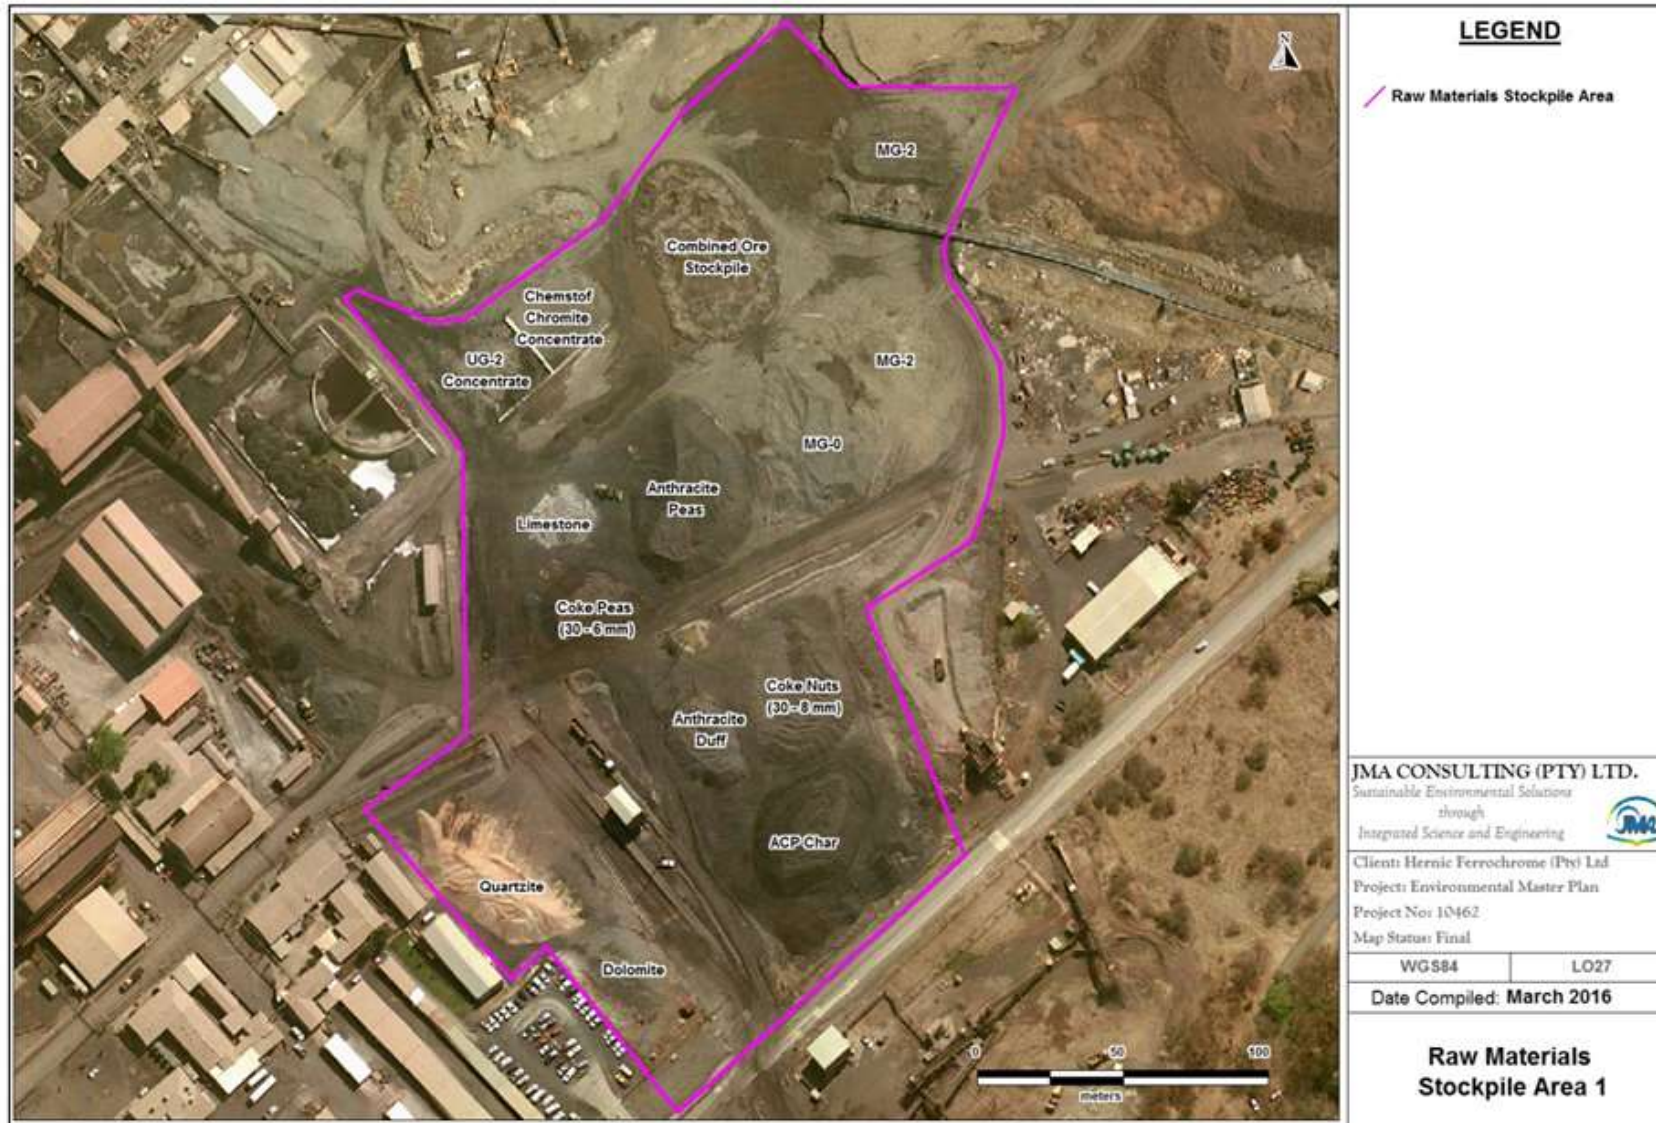 N
MG-2
Combined Ore
Stockpile
Chemstof
Chromite
Concentrate
UG-2
Concentrate
MG-2
MG-0
Anthracite
Peas
Limestone
Coke Peas
(30 - 6 mm)
Coke Nuts
(30 - 8 mm)
Anthracite
Duff
ACP Char
Quartzite
Dolomite
0 50 100
meters
LEGEND
Raw Materials Stockpile Area
JMA CONSULTING (PTY) LTD.
Sustainable Environmental Solutions
through
Integrated Science and Engineering
JMA
Client: Hernic Ferrochrome (Pty) Ltd
Project: Environmental Master Plan
Project No: 10462
Map Status: Final
WGS84 LO27
Date Compiled: March 2016
Raw Materials
Stockpile Area 1